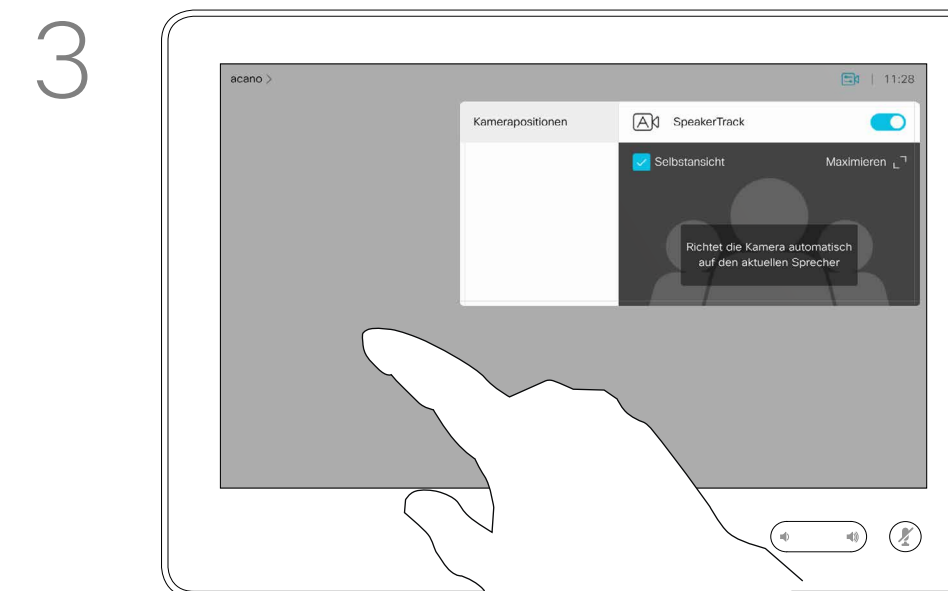 3
acano >
11:28
Kamerapositionen
SpeakerTrack
Selbstansicht
Maximieren
Richtet die Kamera automatisch
auf den aktuellen Sprecher